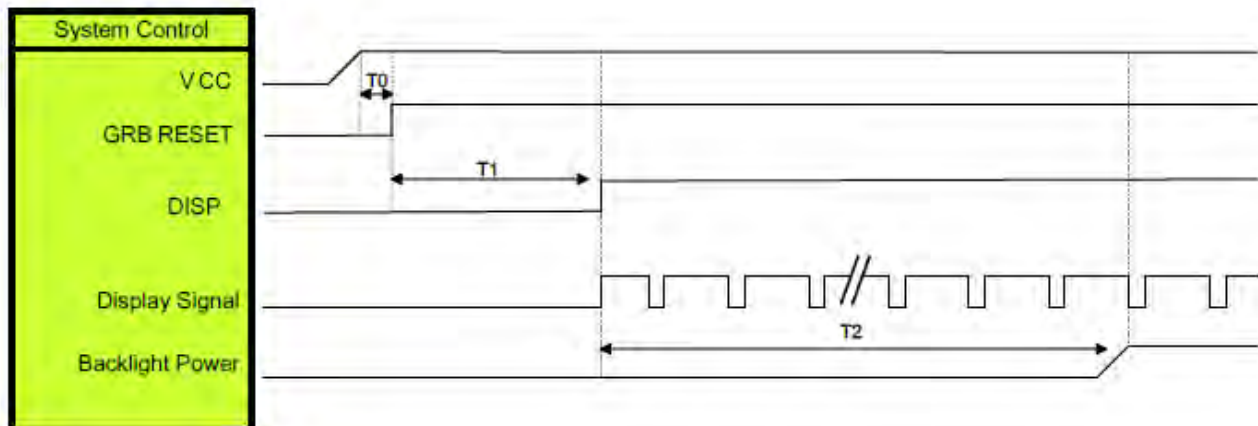 System Control
VCC
T0
GRB RESET
T1
DISP
Display Signal
T2
Backlight Power